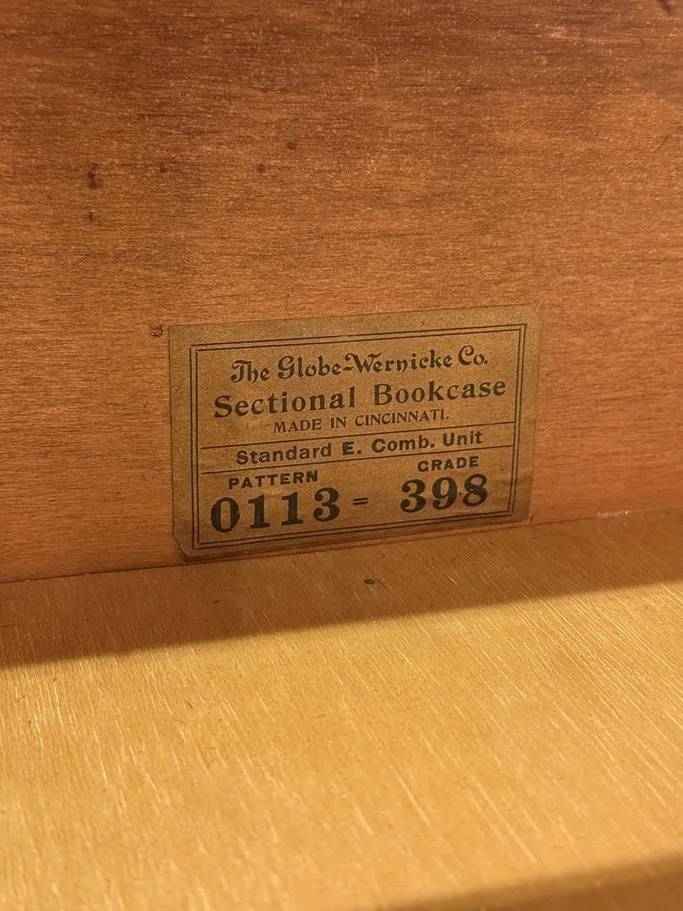 The Globe-Wernicke Co.
Sectional Bookcase
MADE IN CINCINNATI.
Standard E. Comb. Unit
PATTERN GRADE
0113 = 398